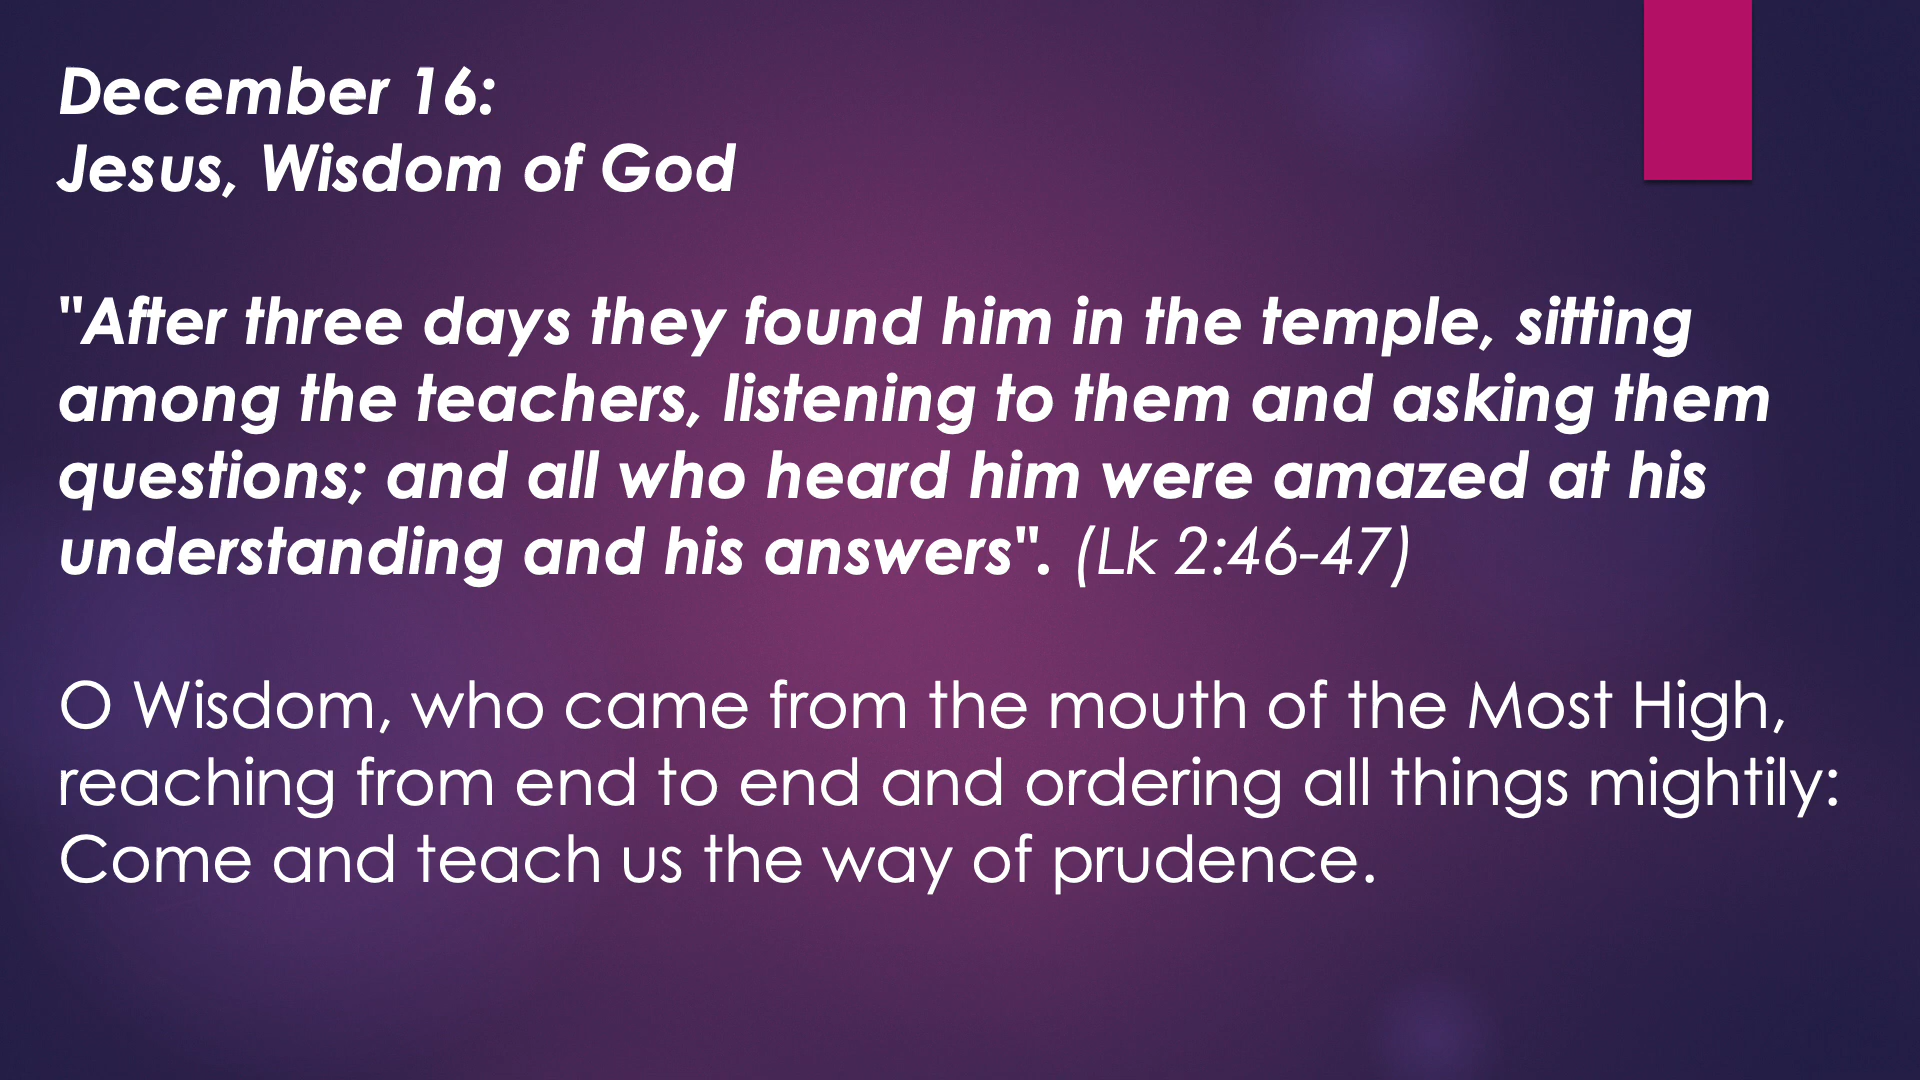 December 16:
Jesus, Wisdom of God
"After three days they found him in the temple, sitting
among the teachers, listening to them and asking them
questions; and all who heard him were amazed at his
understanding and his answers". (Lk 2:46-47)
O Wisdom, who came from the mouth of the Most High,
reaching from end to end and ordering all things mightily:
Come and teach us the way of prudence.